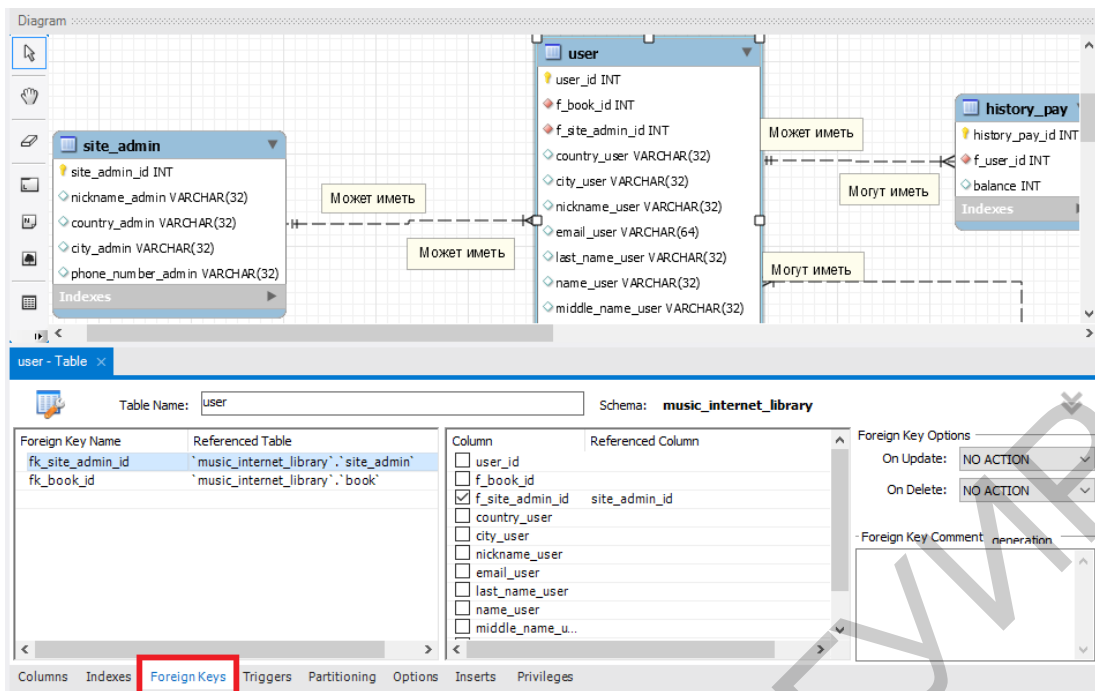 Diagram
user
user_id INT
f_book_id INT
f_site_admin_id INT
country_user VARCHAR(32)
city_user VARCHAR(32)
nickname_user VARCHAR(32)
email_user VARCHAR(64)
last_name_user VARCHAR(32)
name_user VARCHAR(32)
middle_name_user VARCHAR(32)
site_admin
site_admin_id INT
nickname_admin VARCHAR(32)
country_admin VARCHAR(32)
city_admin VARCHAR(32)
phone_number_admin VARCHAR(32)
Indexes
Может иметь
Может иметь
Может иметь
Могут иметь
Могут иметь
history_pay
history_pay_id INT
f_user_id INT
balance INT
Indexes
user - Table
Table Name: user
Schema: music_internet_library
Foreign Key Name Referenced Table
fk_site_admin_id `music_internet_library`.`site_admin`
fk_book_id `music_internet_library`.`book`
Column Referenced Column
user_id
f_book_id
f_site_admin_id site_admin_id
country_user
city_user
nickname_user
email_user
last_name_user
name_user
middle_name_u...
Foreign Key Options
On Update: NO ACTION
On Delete: NO ACTION
Foreign Key Comment
generation
Columns Indexes Foreign Keys Triggers Partitioning Options Inserts Privileges